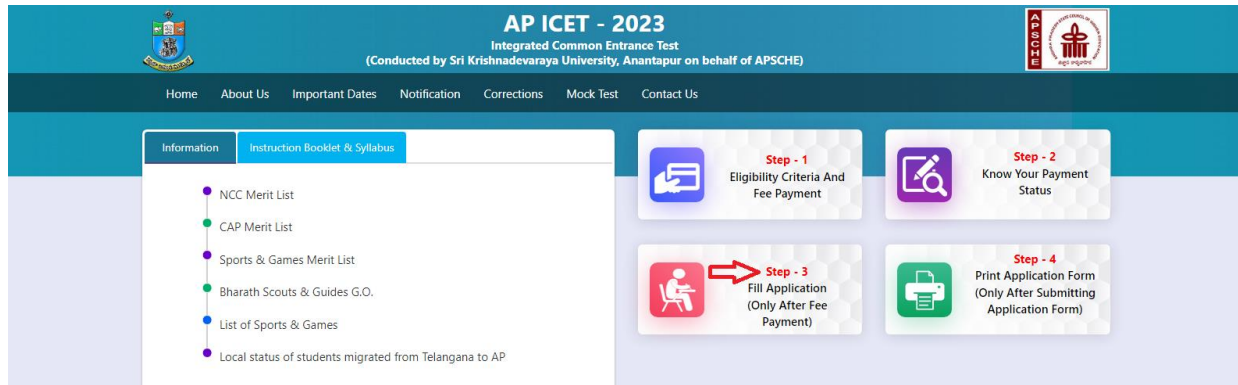 AP ICET - 2023
Integrated Common Entrance Test
(Conducted by Sri Krishnadevaraya University, Anantapur on behalf of APSCHE)
APSCHE
Home About Us Important Dates Notification Corrections Mock Test Contact Us
Information Instruction Booklet & Syllabus
NCC Merit List
CAP Merit List
Sports & Games Merit List
Bharath Scouts & Guides G.O.
List of Sports & Games
Local status of students migrated from Telangana to AP
Step - 1
Eligibility Criteria And
Fee Payment
Step - 2
Know Your Payment
Status
Step - 3
Fill Application
(Only After Fee
Payment)
Step - 4
Print Application Form
(Only After Submitting
Application Form)